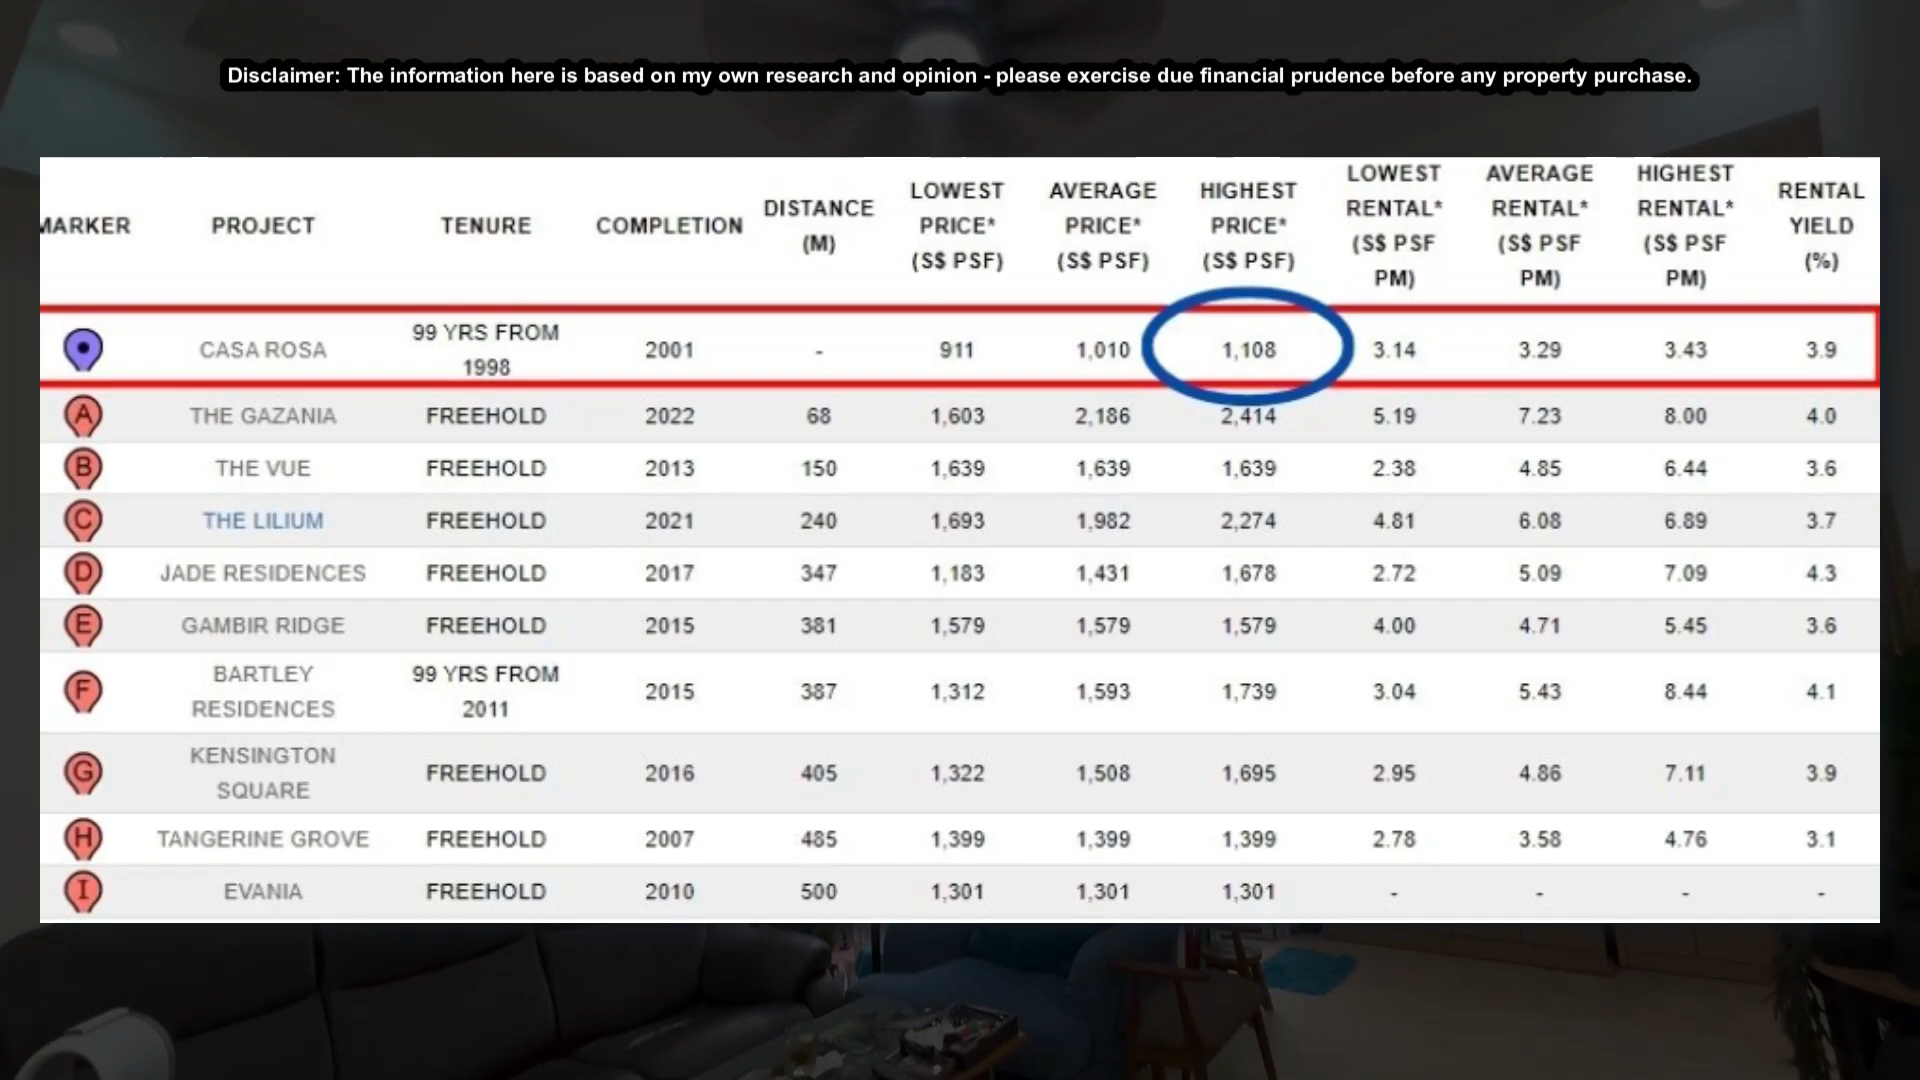 Disclaimer: The information here is based on my own research and opinion - please exercise due financial prudence before any property purchase.
MARKER PROJECT TENURE COMPLETION DISTANCE (M) LOWEST PRICE* (S$ PSF) AVERAGE PRICE* (S$ PSF) HIGHEST PRICE* (S$ PSF) LOWEST RENTAL* (S$ PSF PM) AVERAGE RENTAL* (S$ PSF PM) HIGHEST RENTAL* (S$ PSF PM) RENTAL YIELD (%)
CASA ROSA 99 YRS FROM 1998 2001 - 911 1,010 1,108 3.14 3.29 3.43 3.9
A THE GAZANIA FREEHOLD 2022 68 1,603 2,186 2,414 5.19 7.23 8.00 4.0
B THE VUE FREEHOLD 2013 150 1,639 1,639 1,639 2.38 4.85 6.44 3.6
C THE LILIUM FREEHOLD 2021 240 1,693 1,982 2,274 4.81 6.08 6.89 3.7
D JADE RESIDENCES FREEHOLD 2017 347 1,183 1,431 1,678 2.72 5.09 7.09 4.3
E GAMBIR RIDGE FREEHOLD 2015 381 1,579 1,579 1,579 4.00 4.71 5.45 3.6
F BARTLEY RESIDENCES 99 YRS FROM 2011 2015 387 1,312 1,593 1,739 3.04 5.43 8.44 4.1
G KENSINGTON SQUARE FREEHOLD 2016 405 1,322 1,508 1,695 2.95 4.86 7.11 3.9
H TANGERINE GROVE FREEHOLD 2007 485 1,399 1,399 1,399 2.78 3.58 4.76 3.1
I EVANIA FREEHOLD 2010 500 1,301 1,301 1,301 - - - -